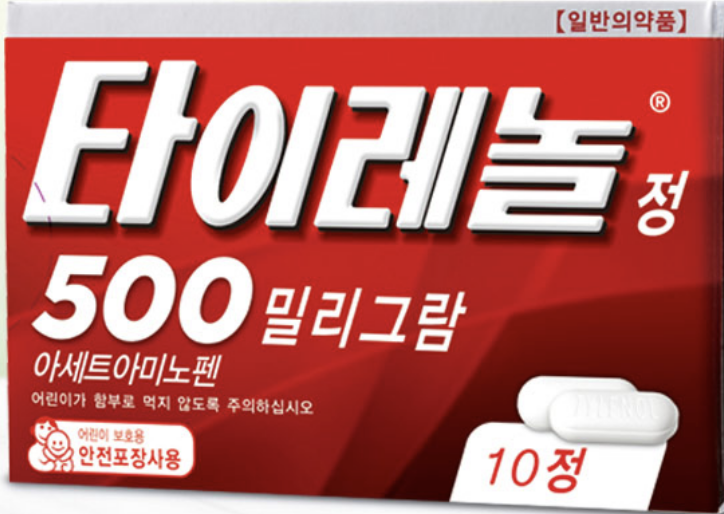 【일반의약품】
타이레놀® 정
500 밀리그람
아세트아미노펜
어린이가 함부로 먹지 않도록 주의하십시오
어린이 보호용
안전포장사용
10정